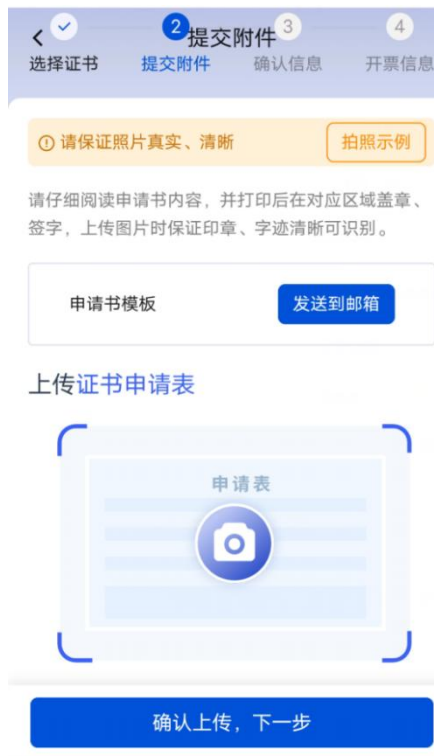 提交附件
2
3
4
选择证书
提交附件
确认信息
开票信息
请保证照片真实、清晰
拍照示例
请仔细阅读申请书内容，并打印后在对应区域盖章、
签字，上传图片时保证印章、字迹清晰可识别。
申请书模板
发送到邮箱
上传证书申请表
申请表
确认上传，下一步